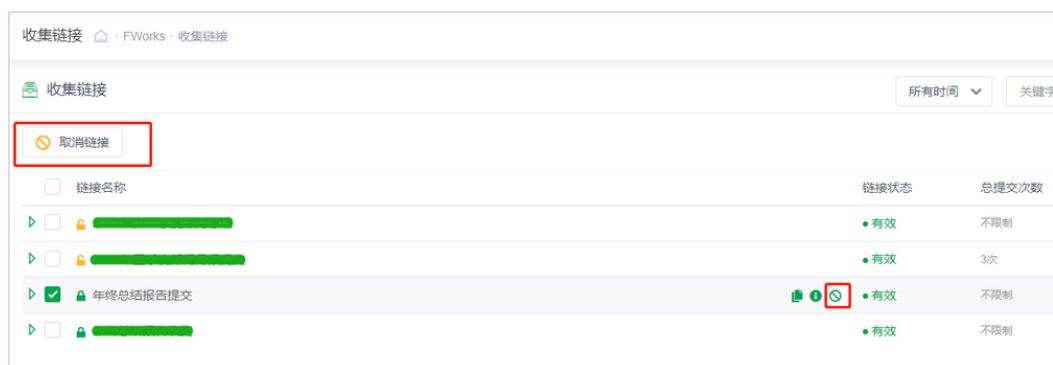 收集链接 FWorks 收集链接
收集链接 所有时间 关键字
取消链接
链接名称 链接状态 总提交次数
有效 不限制
有效 3次
年终总结报告提交 有效 不限制
有效 不限制